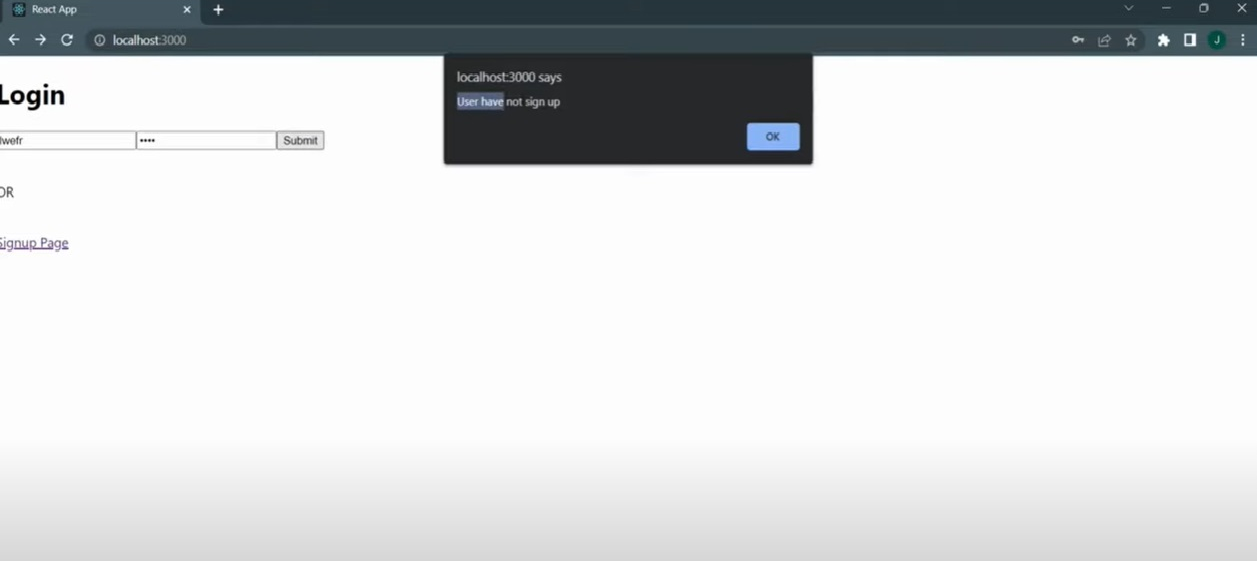 React App
localhost:3000
J
localhost:3000 says
User have not sign up
OK
Login
lwefr
•••• 
Submit
OR
Signup Page